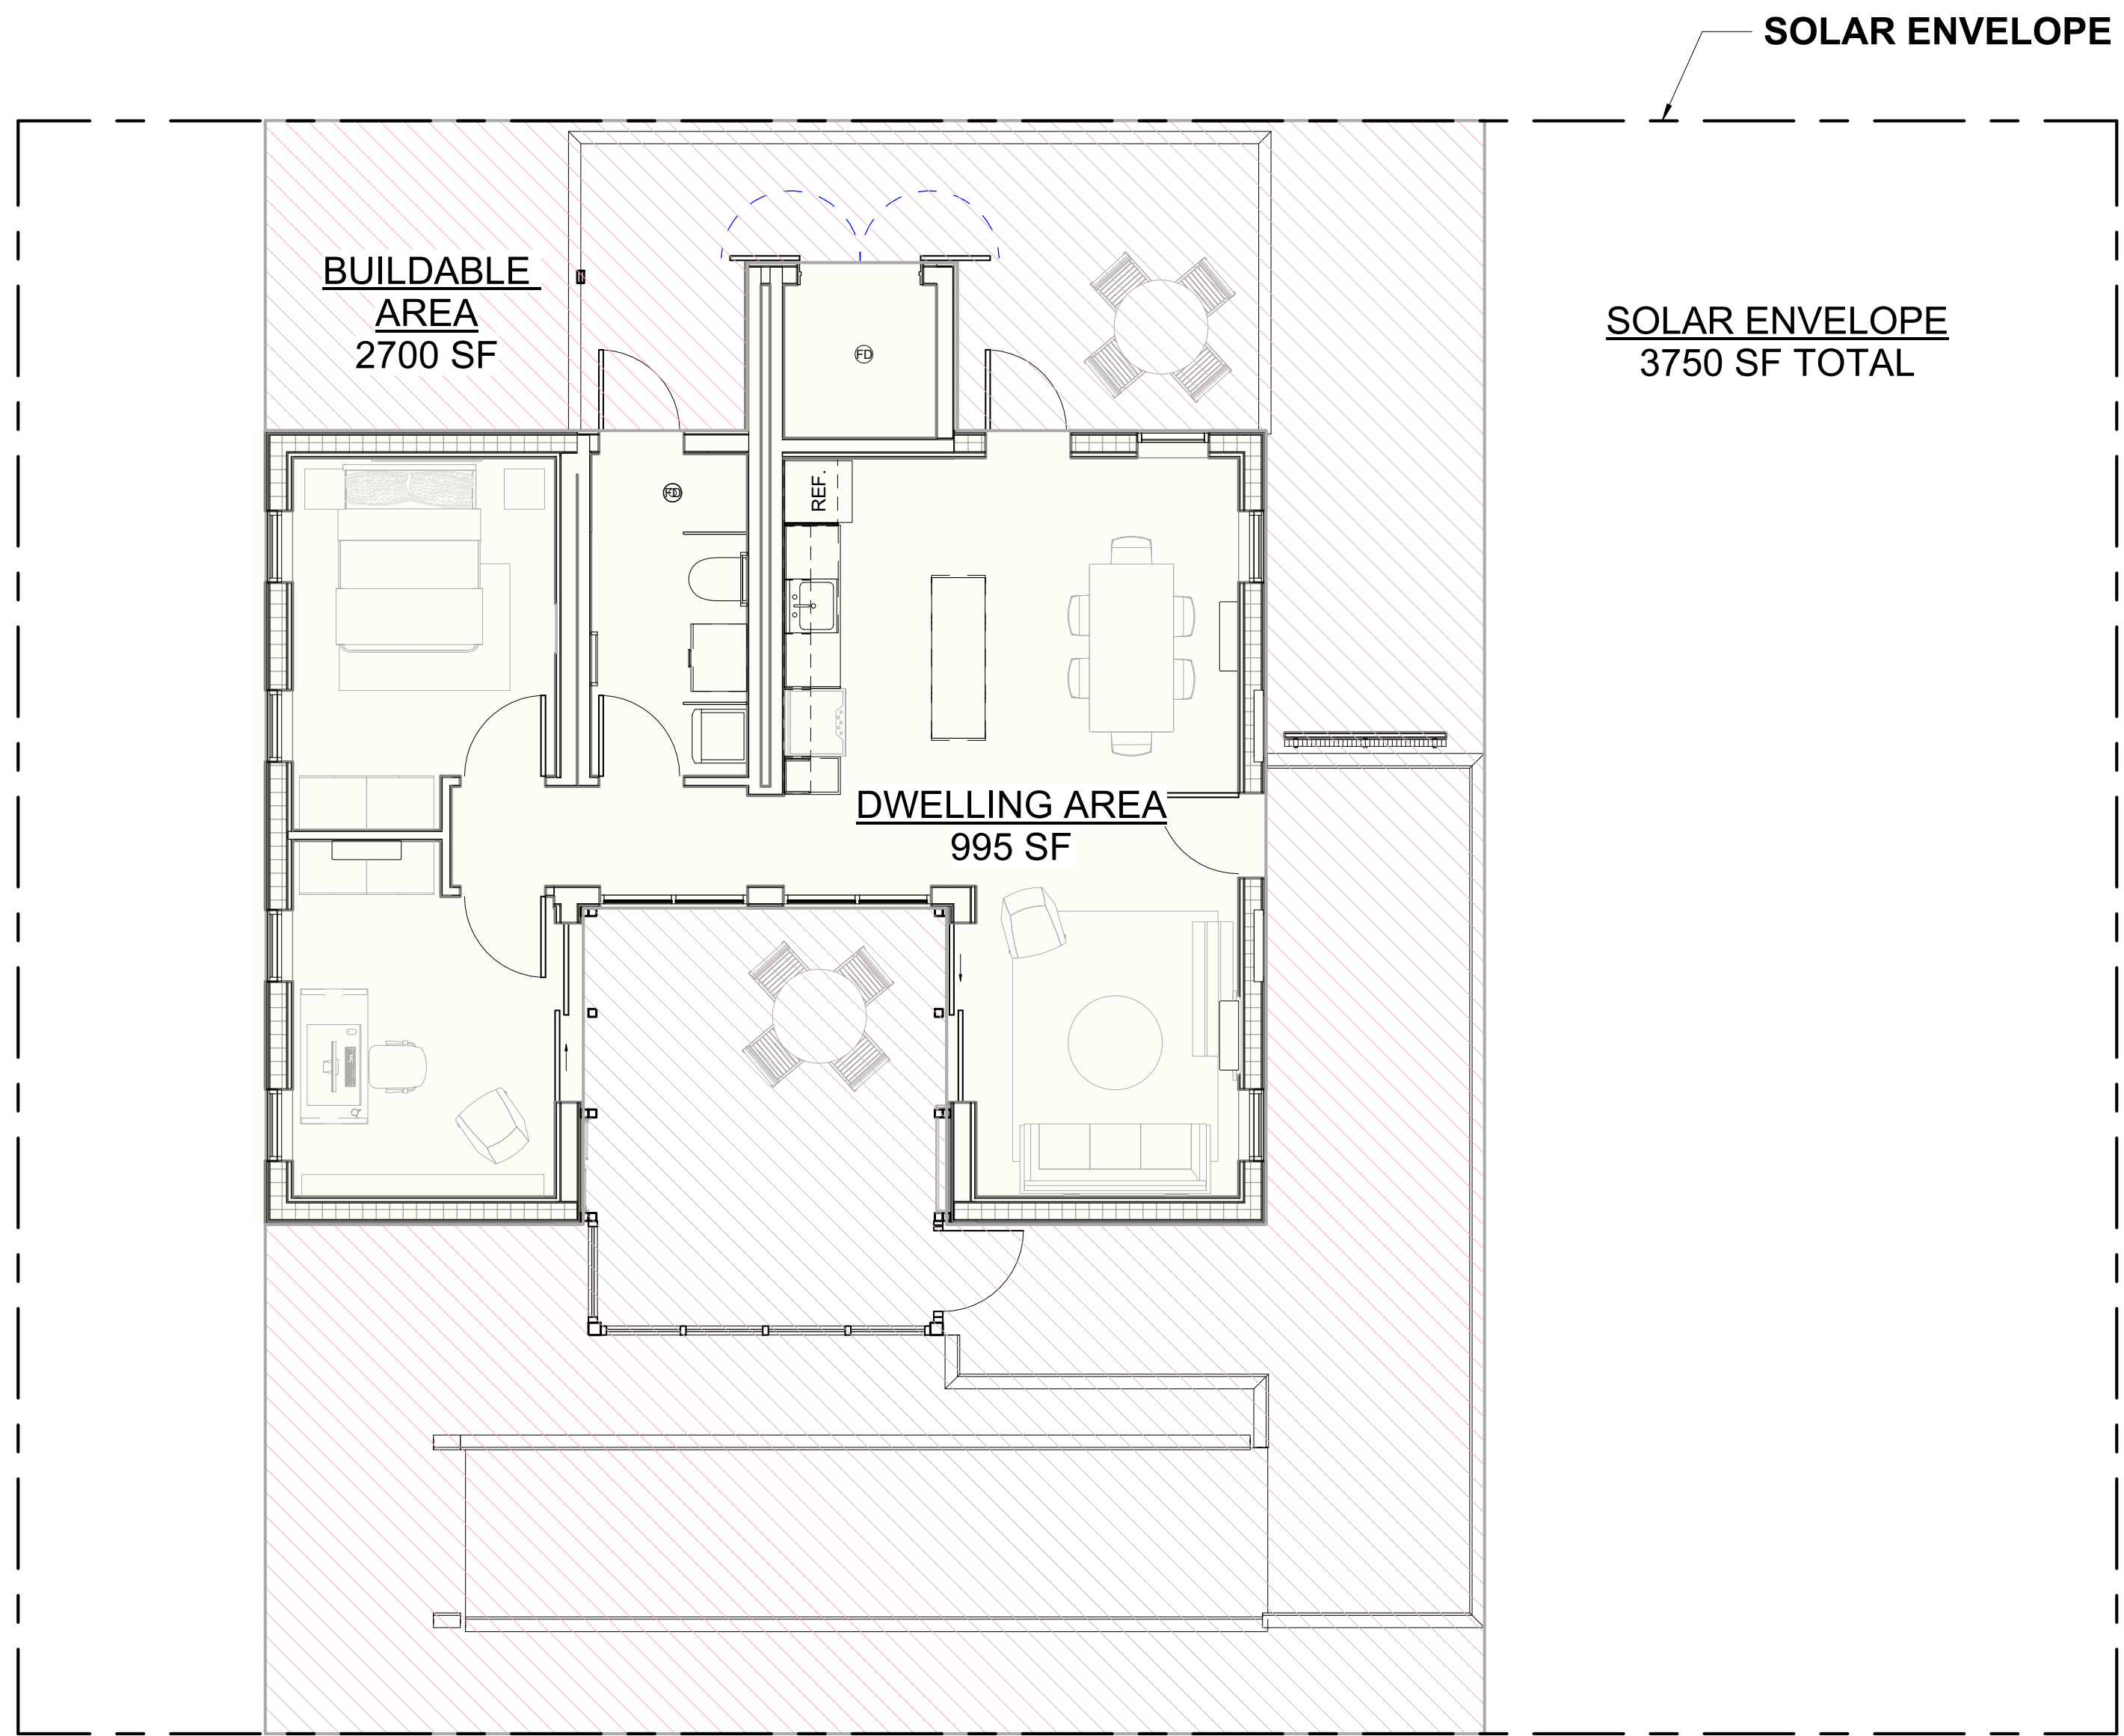 SOLAR ENVELOPE
BUILDABLE
AREA
2700 SF
SOLAR ENVELOPE
3750 SF TOTAL
FD
REF.
FD
DWELLING AREA
995 SF